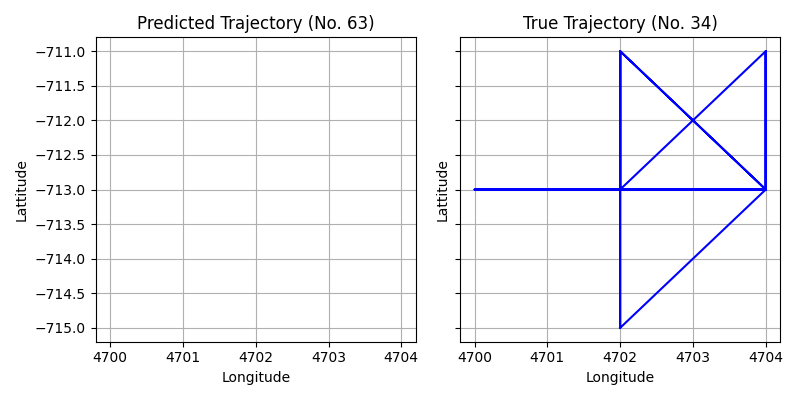 Predicted Trajectory (No. 63)
True Trajectory (No. 34)
−711.0
−711.5
−712.0
−712.5
−713.0
−713.5
−714.0
−714.5
−715.0
Lattitude
Lattitude
4700 4701 4702 4703 4704
4700 4701 4702 4703 4704
Longitude
Longitude